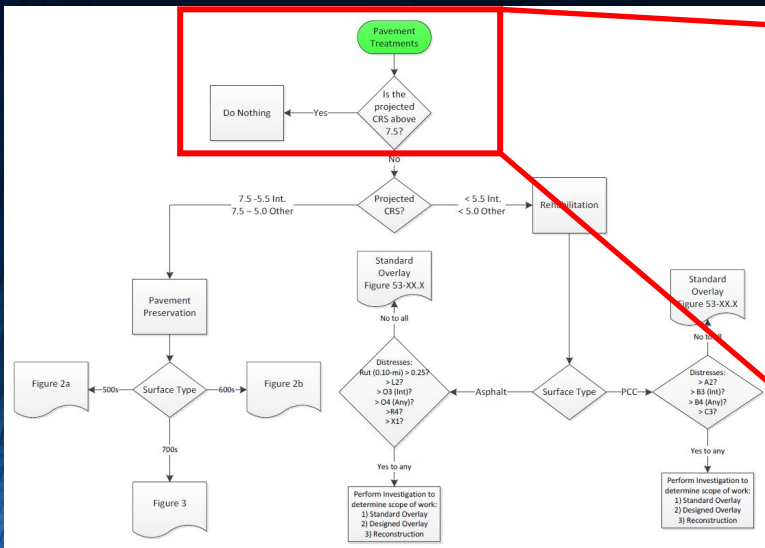 Pavement
Treatments
Is the
projected
CRS above
7.5?
Yes
Do Nothing
No
Projected
CRS?
7.5 -5.5 Int.
7.5 – 5.0 Other
< 5.5 Int.
< 5.0 Other
Rehabilitation
Pavement
Preservation
Surface Type
500s
Figure 2a
600s
Figure 2b
700s
Figure 3
Standard
Overlay
Figure 53-XX.X
No to all
Distresses:
Rut (0.10-mi) > 0.25?
> L2?
> O3 (Int)?
> O4 (Any)?
>R4?
> X1?
Yes to any
Perform Investigation to
determine scope of work:
1) Standard Overlay
2) Designed Overlay
3) Reconstruction
Asphalt
Surface Type
PCC
Standard
Overlay
Figure 53-XX.X
No to all
Distresses:
> A2?
> B3 (Int)?
> B4 (Any)?
> C3?
Yes to any
Perform Investigation to
determine scope of work:
1) Standard Overlay
2) Designed Overlay
3) Reconstruction